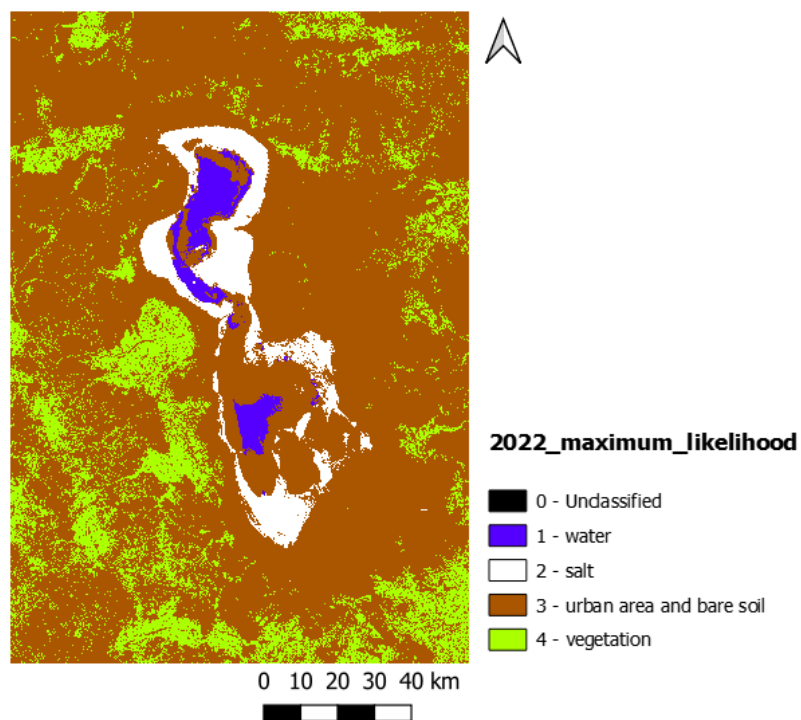 2022_maximum_likelihood
0 - Unclassified
1 - water
2 - salt
3 - urban area and bare soil
4 - vegetation
0 10 20 30 40 km